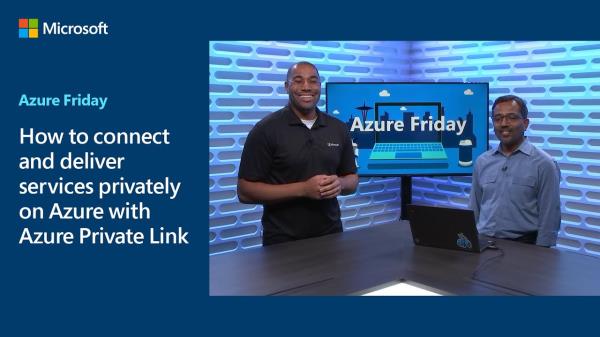 Microsoft
Azure Friday
How to connect
and deliver
services privately
on Azure with
Azure Private Link
Azure Friday